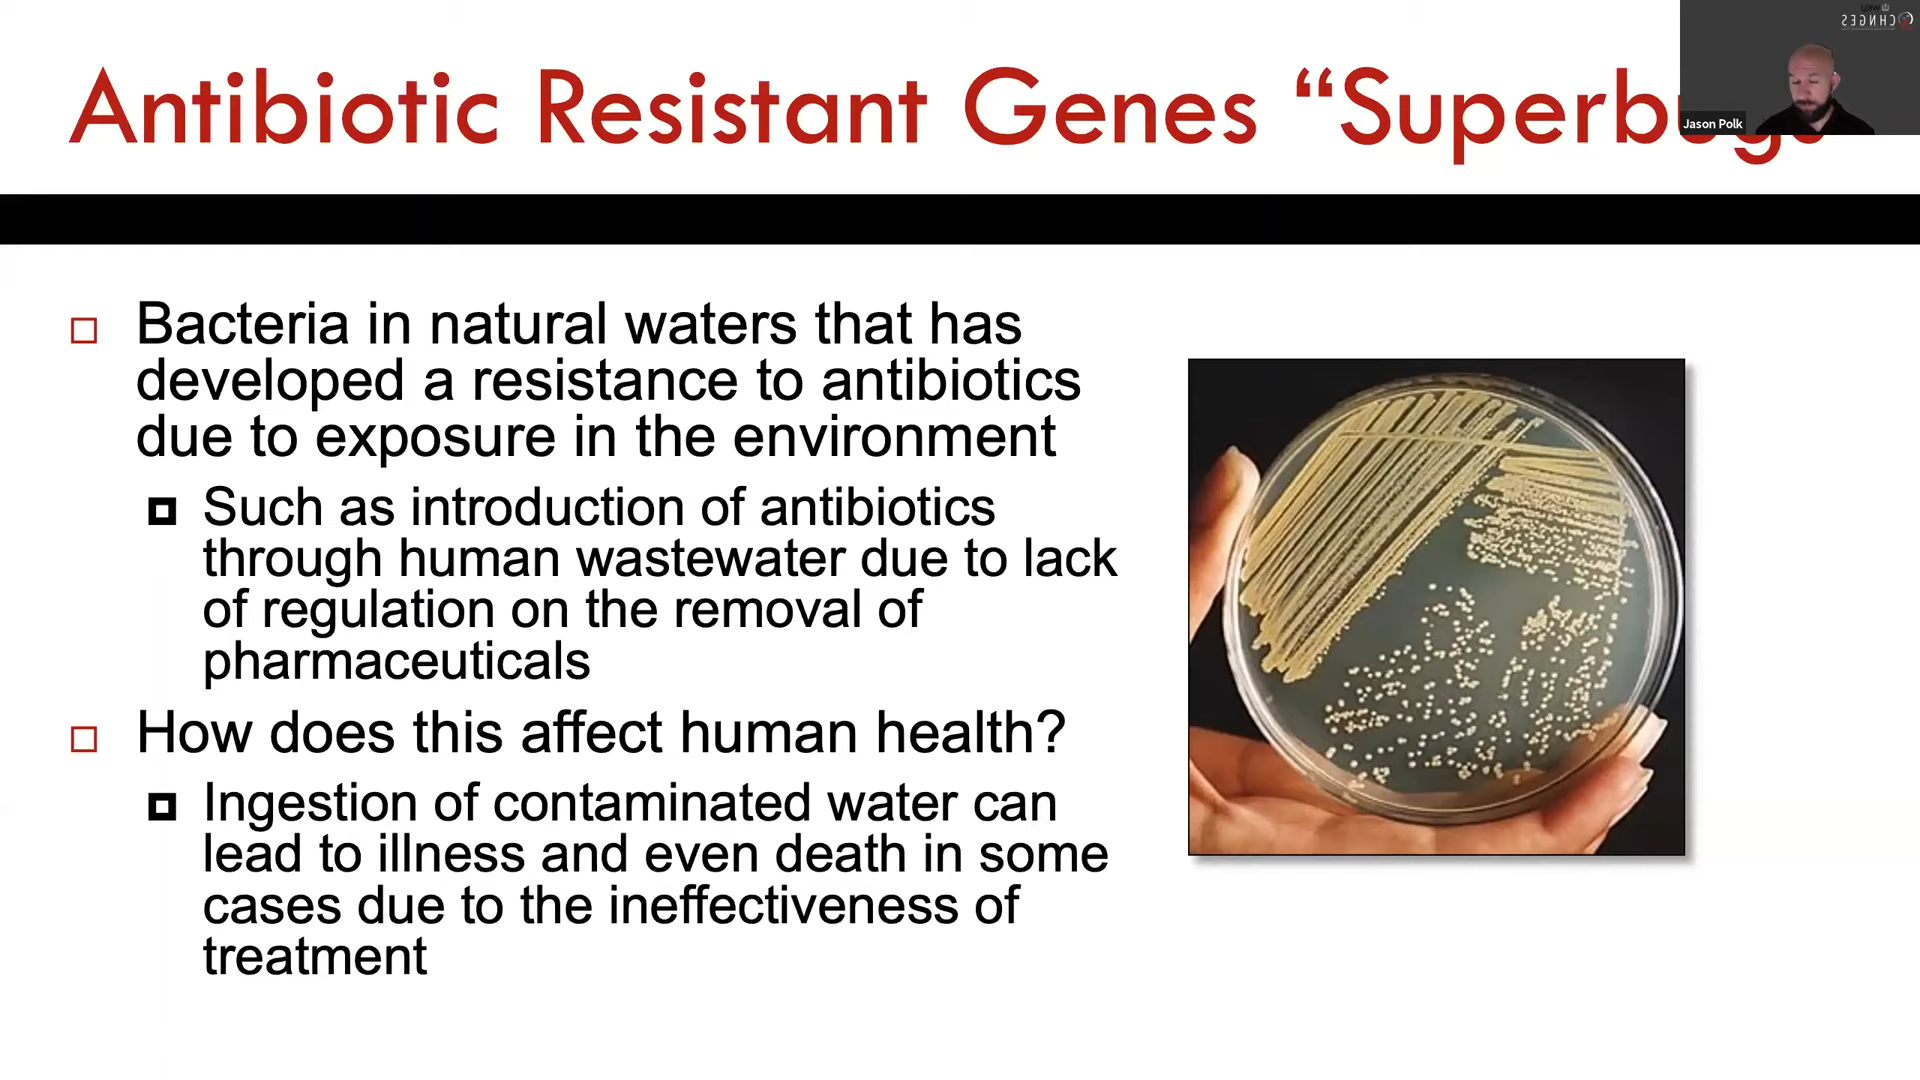 Antibiotic Resistant Genes “Superbugs
Jason Polk
CHNGES
Bacteria in natural waters that has
developed a resistance to antibiotics
due to exposure in the environment
Such as introduction of antibiotics
through human wastewater due to lack
of regulation on the removal of
pharmaceuticals
How does this affect human health?
Ingestion of contaminated water can
lead to illness and even death in some
cases due to the ineffectiveness of
treatment